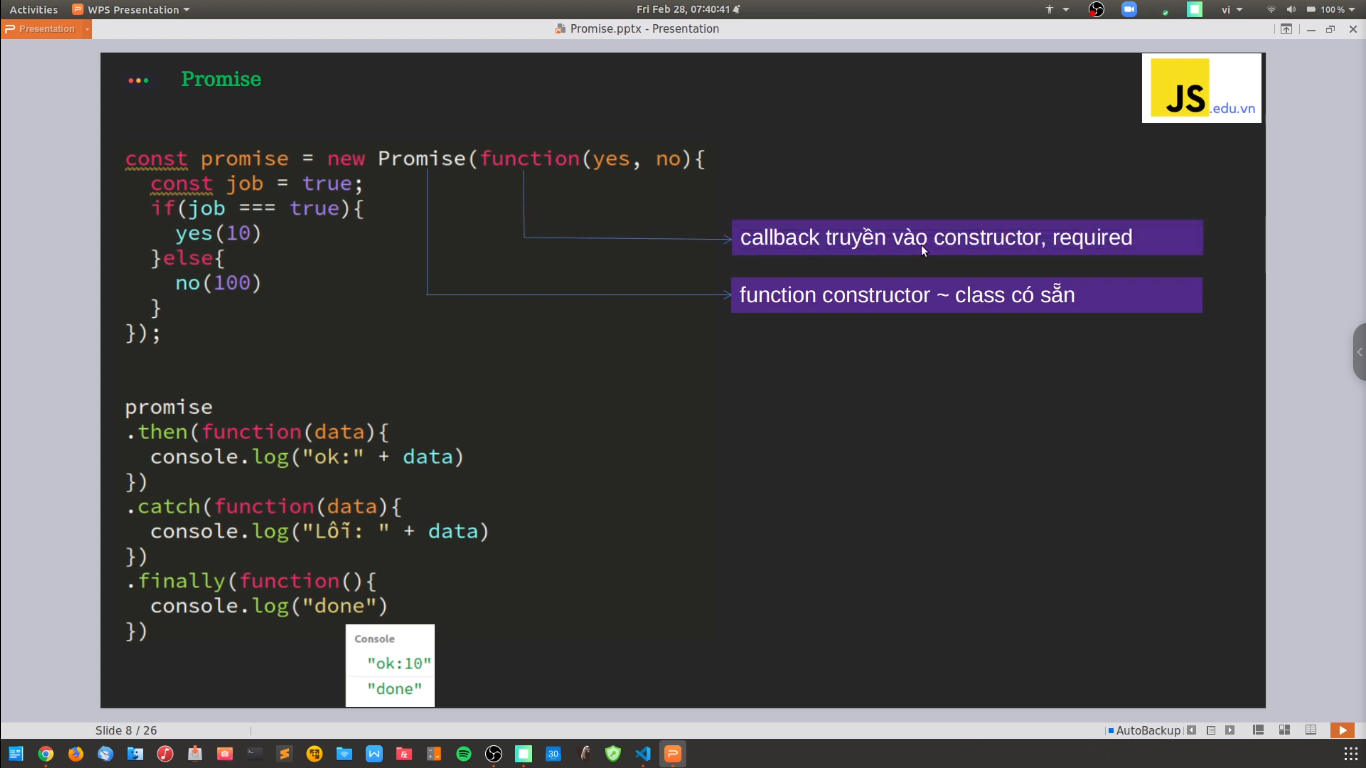 Activities
WPS Presentation
Fri Feb 28, 07:40:41
vi
100 %
Presentation
Promise.pptx - Presentation
Promise
JS
.edu.vn
const promise = new Promise(function(yes, no){
const job = true;
if(job === true){
yes(10)
}else{
no(100)
}
});
callback truyền vào constructor, required
function constructor ~ class có sẵn
promise
.then(function(data){
console.log("ok:" + data)
})
.catch(function(data){
console.log("Lỗi: " + data)
})
.finally(function(){
console.log("done")
})
Console
"ok:10"
"done"
Slide 8 / 26
AutoBackup
30